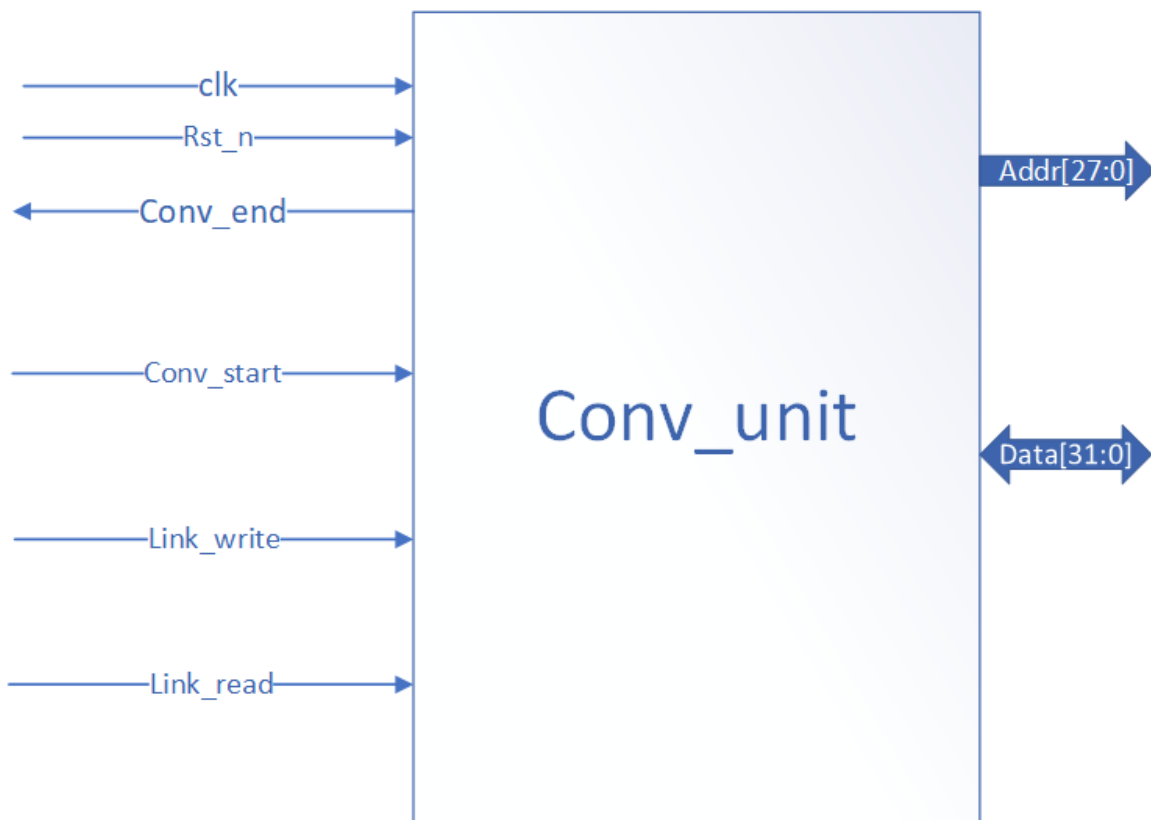 clk
Rst_n
Addr[27:0]
Conv_end
Conv_start
Conv_unit
Data[31:0]
Link_write
Link_read